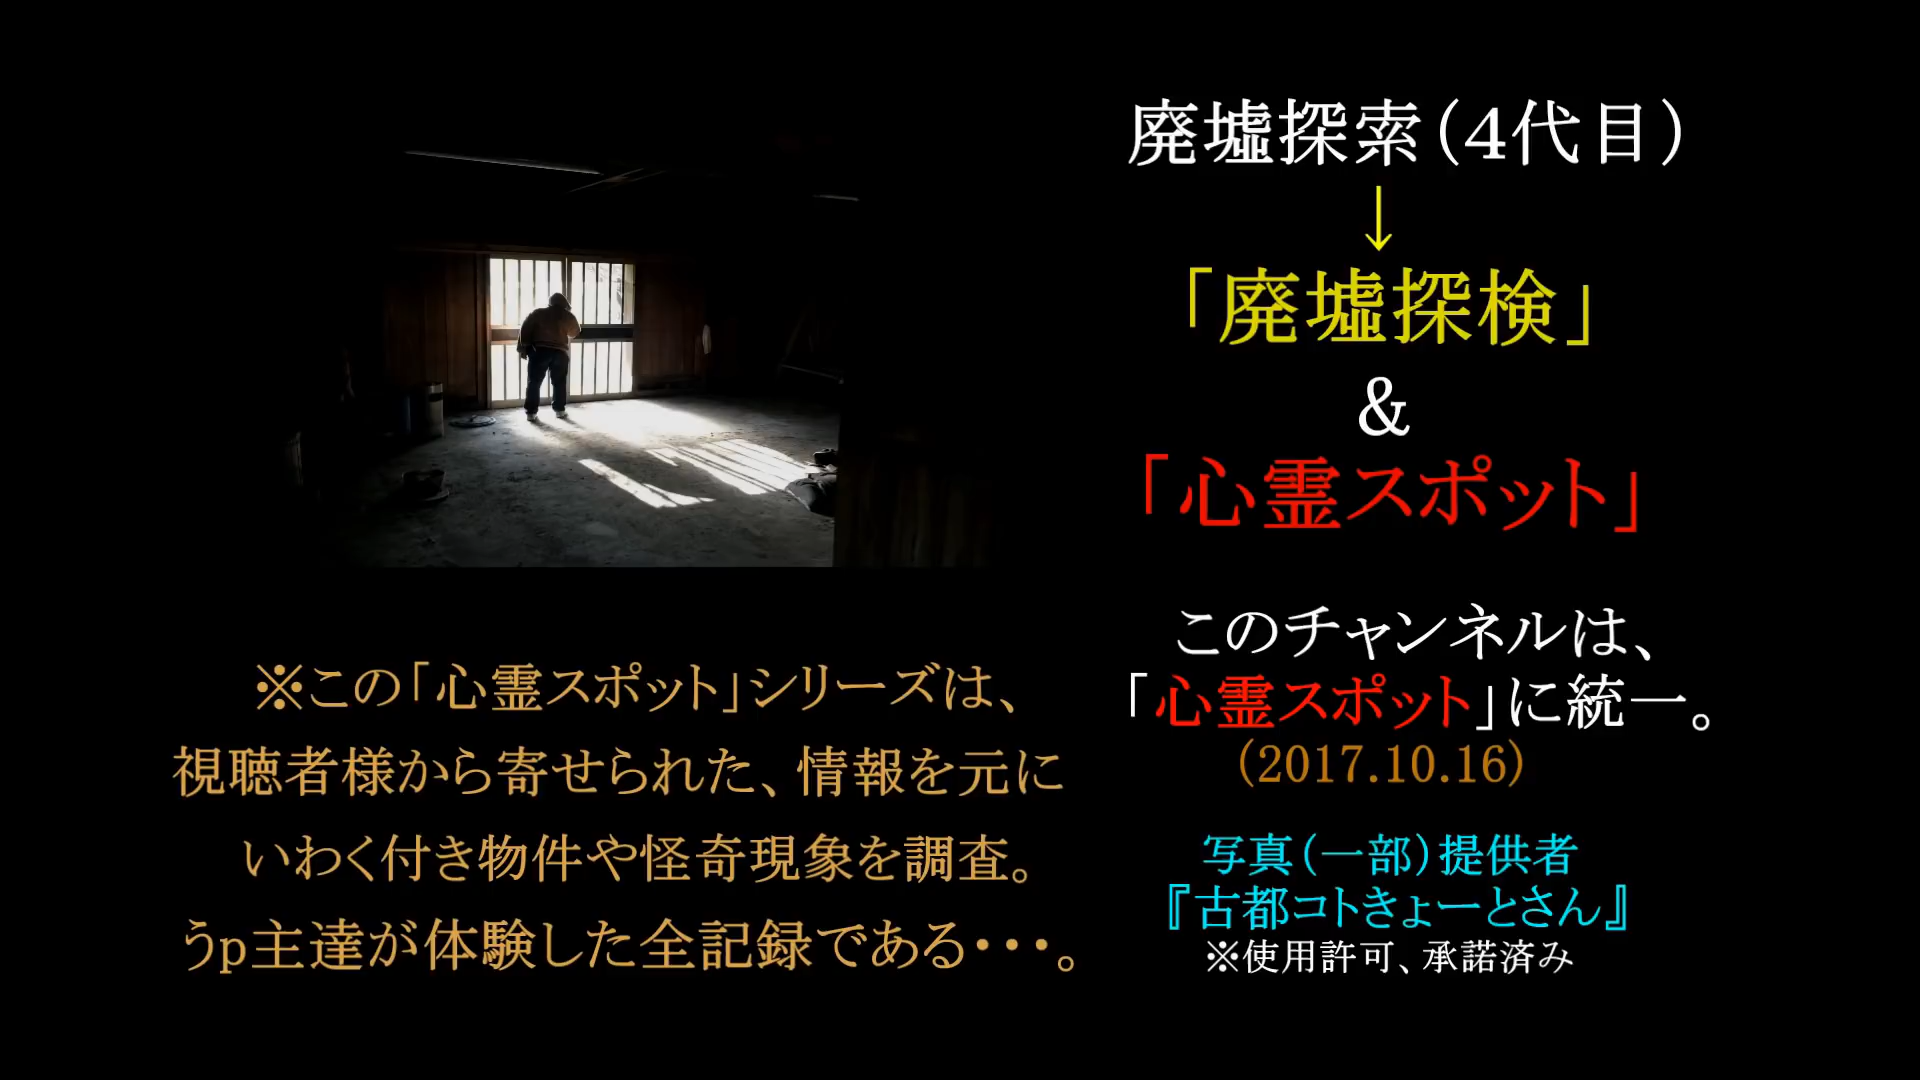 廃墟探索(4代目)
↓
「廃墟探検」
&
「心霊スポット」
このチャンネルは、
「心霊スポット」に統一。
(2017.10.16)
写真(一部)提供者
『古都コトきょーとさん』
※使用許可、承諾済み
※この「心霊スポット」シリーズは、
視聴者様から寄せられた、情報を元に
いわく付き物件や怪奇現象を調査。
うp主達が体験した全記録である・・・。